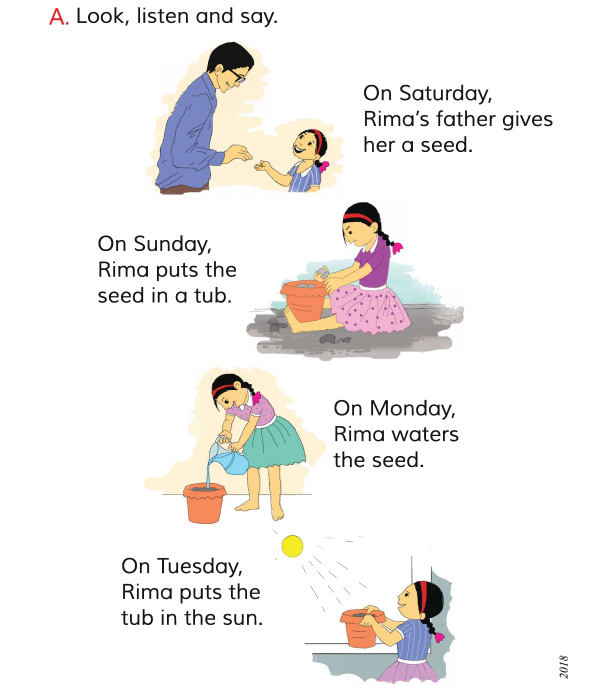 A. Look, listen and say.
On Saturday,
Rima's father gives
her a seed.
On Sunday,
Rima puts the
seed in a tub.
On Monday,
Rima waters
the seed.
On Tuesday,
Rima puts the
tub in the sun.
2018